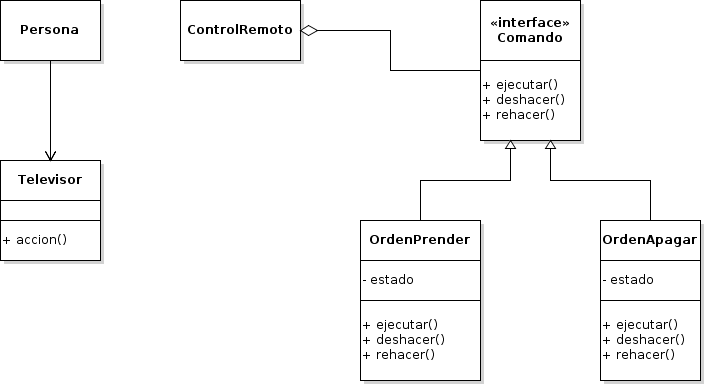 Persona
ControlRemoto
«interface»
Comando
+ ejecutar()
+ deshacer()
+ rehacer()
Televisor
+ accion()
OrdenPrender
- estado
+ ejecutar()
+ deshacer()
+ rehacer()
OrdenApagar
- estado
+ ejecutar()
+ deshacer()
+ rehacer()